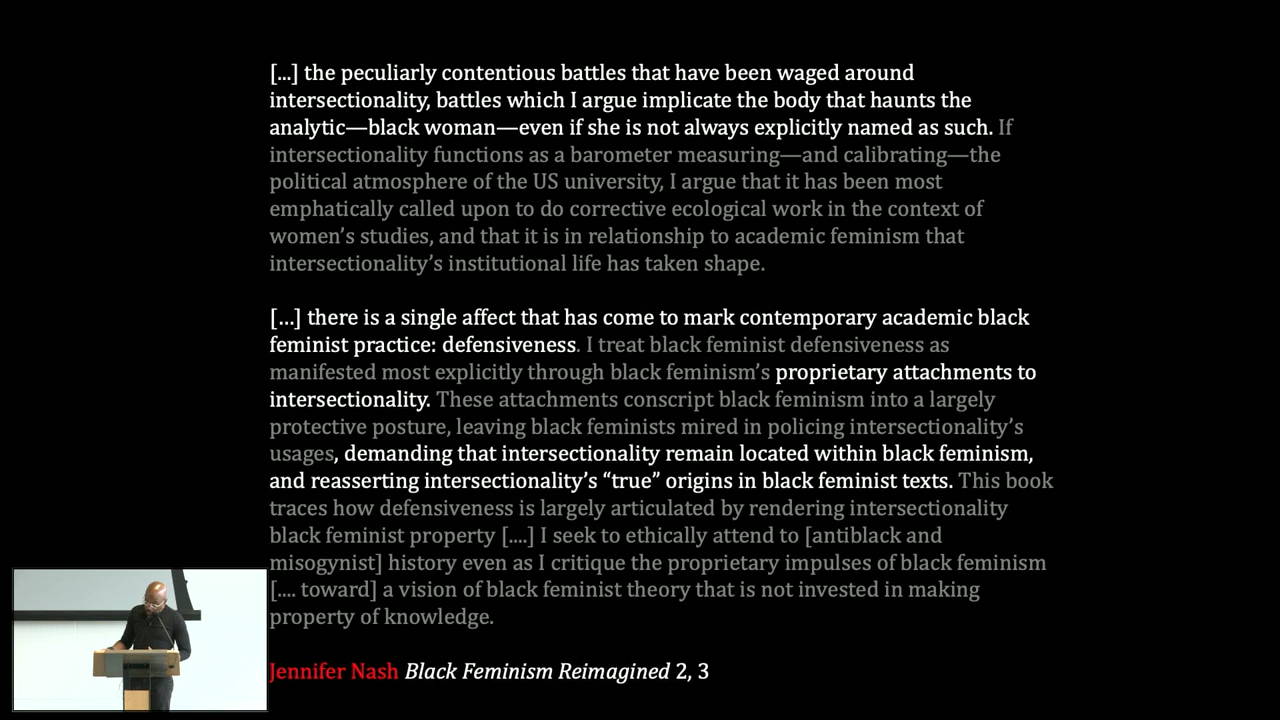 [...] the peculiarly contentious battles that have been waged around
intersectionality, battles which I argue implicate the body that haunts the
analytic—black woman—even if she is not always explicitly named as such. If
intersectionality functions as a barometer measuring—and calibrating—the
political atmosphere of the US university, I argue that it has been most
emphatically called upon to do corrective ecological work in the context of
women’s studies, and that it is in relationship to academic feminism that
intersectionality’s institutional life has taken shape.
[...] there is a single affect that has come to mark contemporary academic black
feminist practice: defensiveness. I treat black feminist defensiveness as
manifested most explicitly through black feminism’s proprietary attachments to
intersectionality. These attachments conscript black feminism into a largely
protective posture, leaving black feminists mired in policing intersectionality’s
usages, demanding that intersectionality remain located within black feminism,
and reasserting intersectionality’s “true” origins in black feminist texts. This book
traces how defensiveness is largely articulated by rendering intersectionality
black feminist property [....] I seek to ethically attend to [antiblack and
misogynist] history even as I critique the proprietary impulses of black feminism
[.... toward] a vision of black feminist theory that is not invested in making
property of knowledge.
Jennifer Nash Black Feminism Reimagined 2, 3